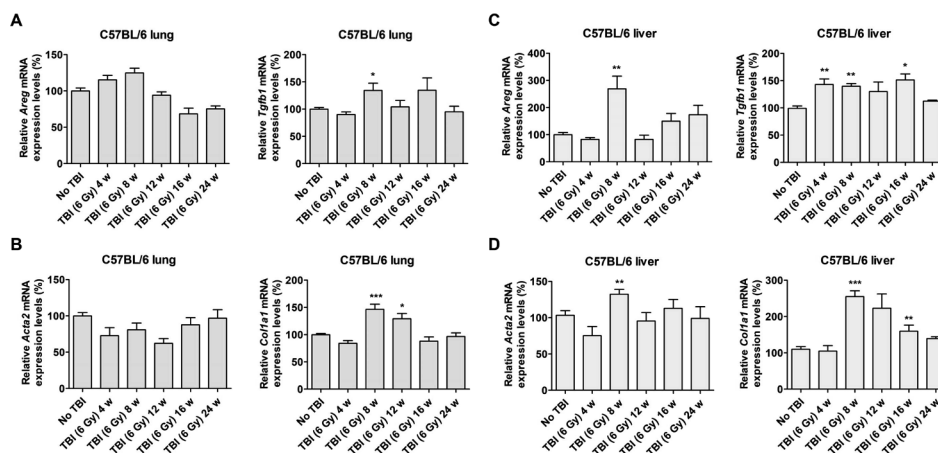 A
C57BL/6 lung
Relative Areg mRNA
expression levels (%)
150
100
50
0
No TBI
TBI (6 Gy) 4 w
TBI (6 Gy) 8 w
TBI (6 Gy) 12 w
TBI (6 Gy) 16 w
TBI (6 Gy) 24 w
C57BL/6 lung
Relative Tgfb1 mRNA
expression levels (%)
200
150
100
50
0
*
No TBI
TBI (6 Gy) 4 w
TBI (6 Gy) 8 w
TBI (6 Gy) 12 w
TBI (6 Gy) 16 w
TBI (6 Gy) 24 w
C
C57BL/6 liver
Relative Areg mRNA
expression levels (%)
400
300
200
100
0
**
No TBI
TBI (6 Gy) 4 w
TBI (6 Gy) 8 w
TBI (6 Gy) 12 w
TBI (6 Gy) 16 w
TBI (6 Gy) 24 w
C57BL/6 liver
Relative Tgfb1 mRNA
expression levels (%)
200
150
100
50
0
**
**
*
No TBI
TBI (6 Gy) 4 w
TBI (6 Gy) 8 w
TBI (6 Gy) 12 w
TBI (6 Gy) 16 w
TBI (6 Gy) 24 w
B
C57BL/6 lung
Relative Acta2 mRNA
expression levels (%)
150
100
50
0
No TBI
TBI (6 Gy) 4 w
TBI (6 Gy) 8 w
TBI (6 Gy) 12 w
TBI (6 Gy) 16 w
TBI (6 Gy) 24 w
C57BL/6 lung
Relative Col1a1 mRNA
expression levels (%)
200
150
100
50
0
***
*
No TBI
TBI (6 Gy) 4 w
TBI (6 Gy) 8 w
TBI (6 Gy) 12 w
TBI (6 Gy) 16 w
TBI (6 Gy) 24 w
D
C57BL/6 liver
Relative Acta2 mRNA
expression levels (%)
150
100
50
0
**
No TBI
TBI (6 Gy) 4 w
TBI (6 Gy) 8 w
TBI (6 Gy) 12 w
TBI (6 Gy) 16 w
TBI (6 Gy) 24 w
C57BL/6 liver
Relative Col1a1 mRNA
expression levels (%)
300
200
100
0
***
**
No TBI
TBI (6 Gy) 4 w
TBI (6 Gy) 8 w
TBI (6 Gy) 12 w
TBI (6 Gy) 16 w
TBI (6 Gy) 24 w